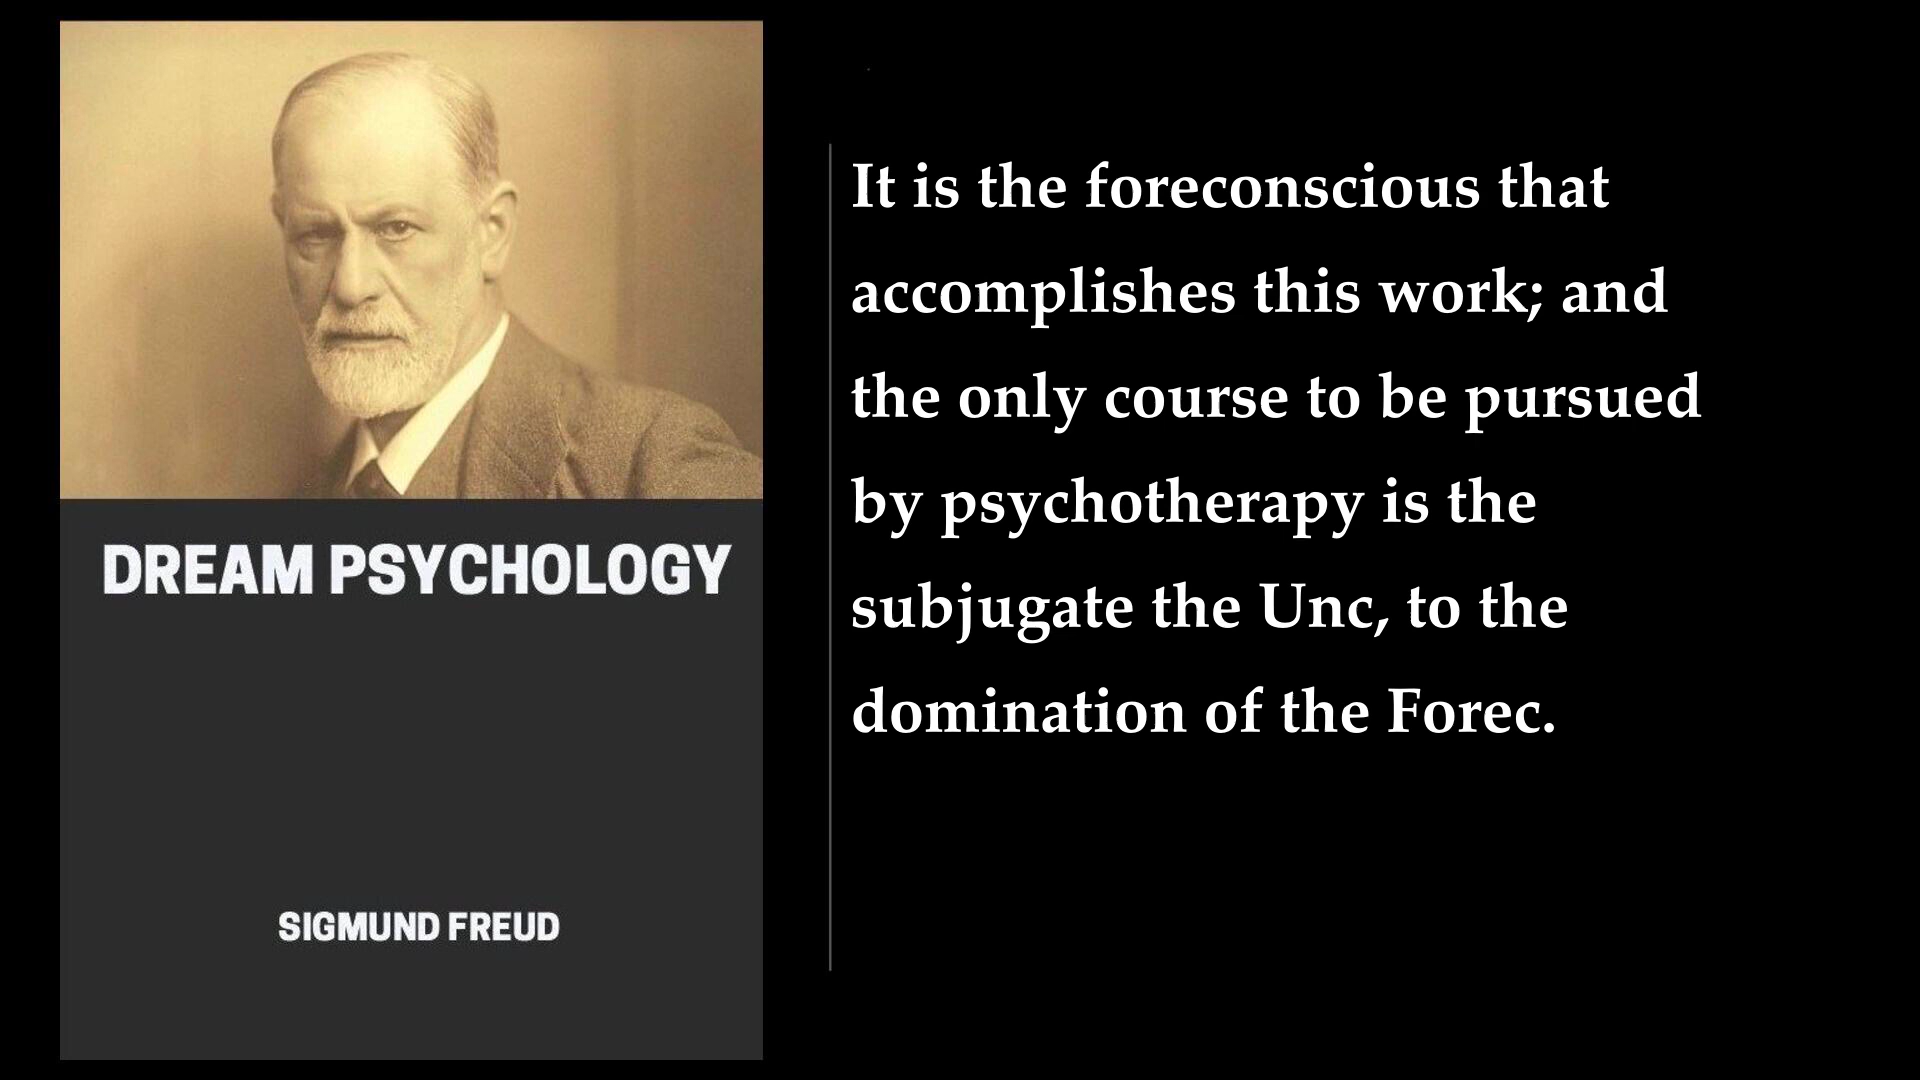 DREAM PSYCHOLOGY
SIGMUND FREUD
It is the foreconscious that
accomplishes this work; and
the only course to be pursued
by psychotherapy is the
subjugate the Unc, to the
domination of the Forec.